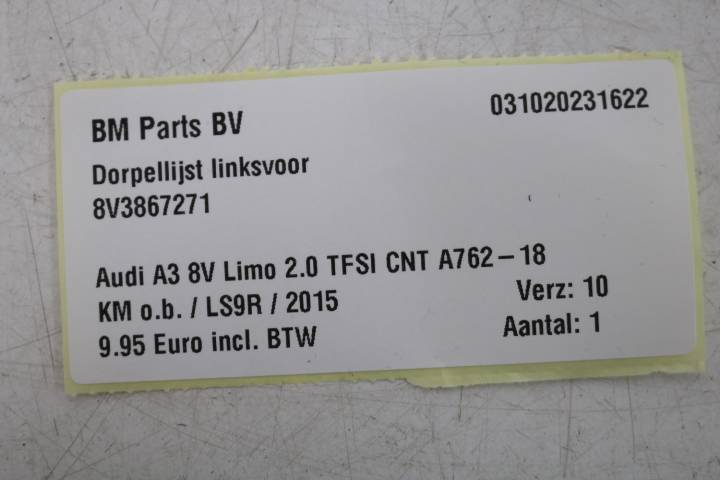 BM Parts BV 031020231622
Dorpellijst linksvoor
8V3867271
Audi A3 8V Limo 2.0 TFSI CNT A762-18
KM o.b. / LS9R / 2015 Verz: 10
9.95 Euro incl. BTW Aantal: 1